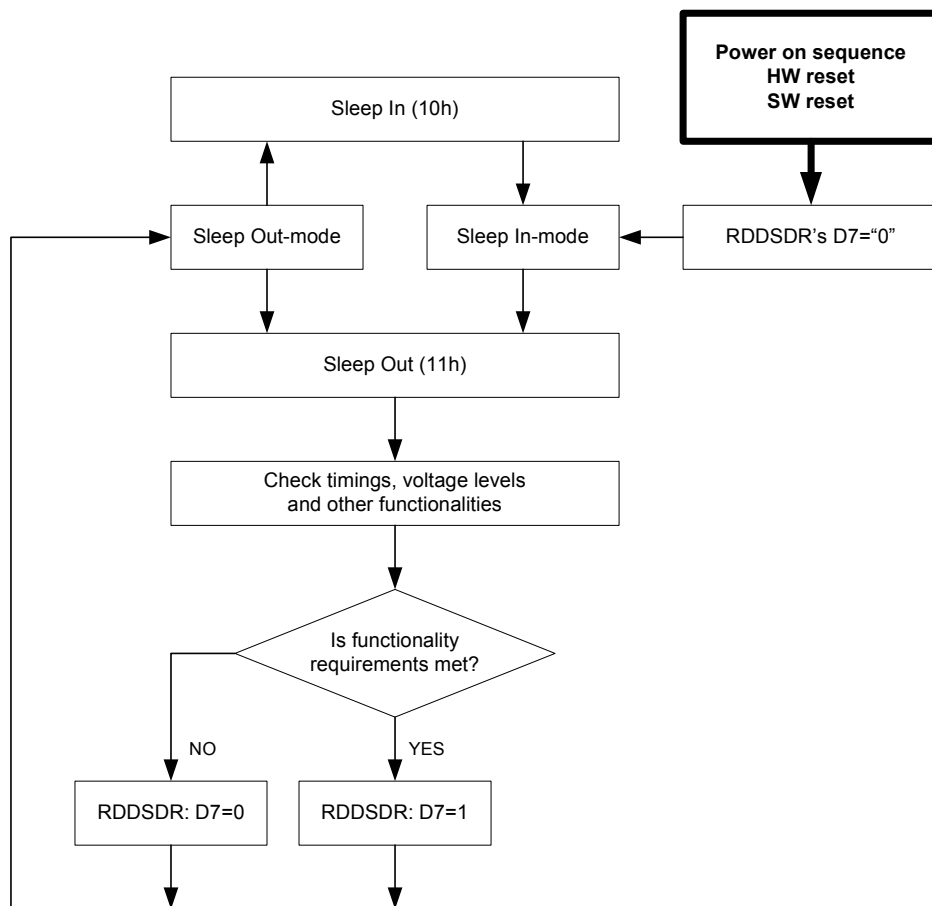 Power on sequence
HW reset
SW reset
Sleep In (10h)
Sleep Out-mode
Sleep In-mode
RDDSDR’s D7=“0”
Sleep Out (11h)
Check timings, voltage levels
and other functionalities
Is functionality
requirements met?
NO
YES
RDDSDR: D7=0
RDDSDR: D7=1